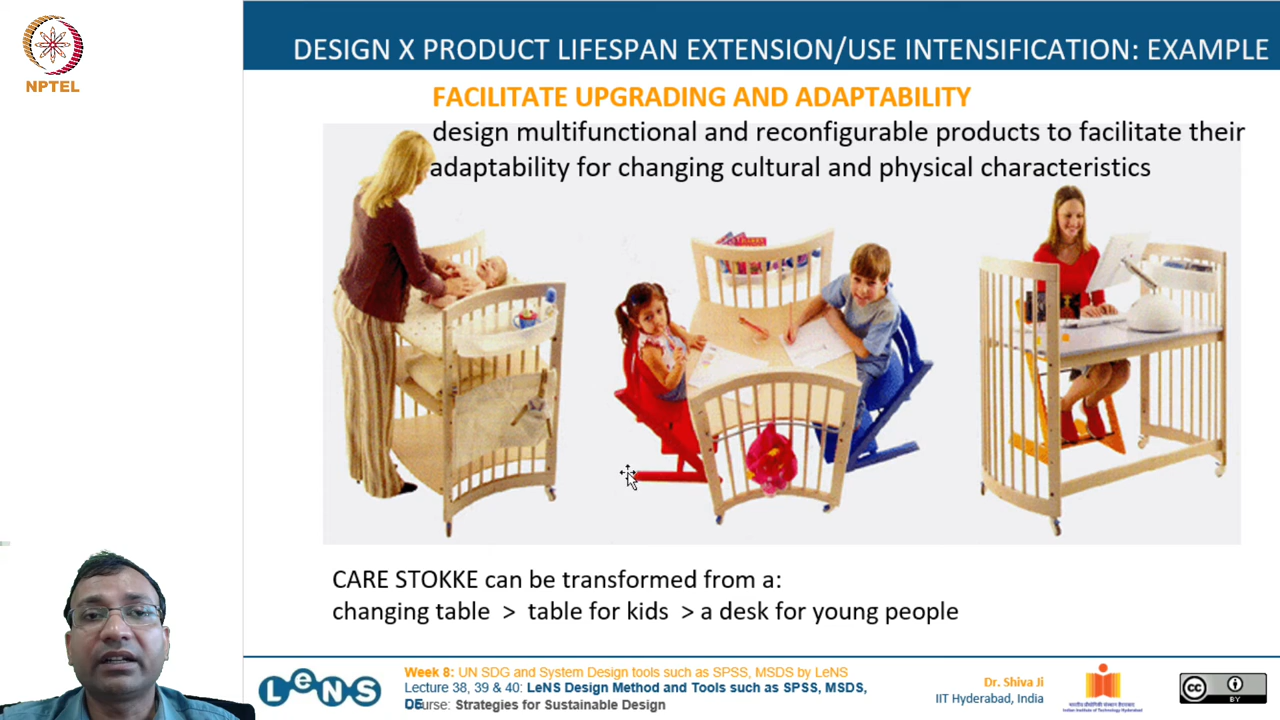 NPTEL
DESIGN X PRODUCT LIFESPAN EXTENSION/USE INTENSIFICATION: EXAMPLE
FACILITATE UPGRADING AND ADAPTABILITY
design multifunctional and reconfigurable products to facilitate their
adaptability for changing cultural and physical characteristics
CARE STOKKE can be transformed from a:
changing table > table for kids > a desk for young people
LeNS
Week 8: UN SDG and System Design tools such as SPSS, MSDS by LeNS
Lecture 38, 39 & 40: LeNS Design Method and Tools such as SPSS, MSDS,
Course: Strategies for Sustainable Design
Dr. Shiva Ji
IIT Hyderabad, India
cc
BY